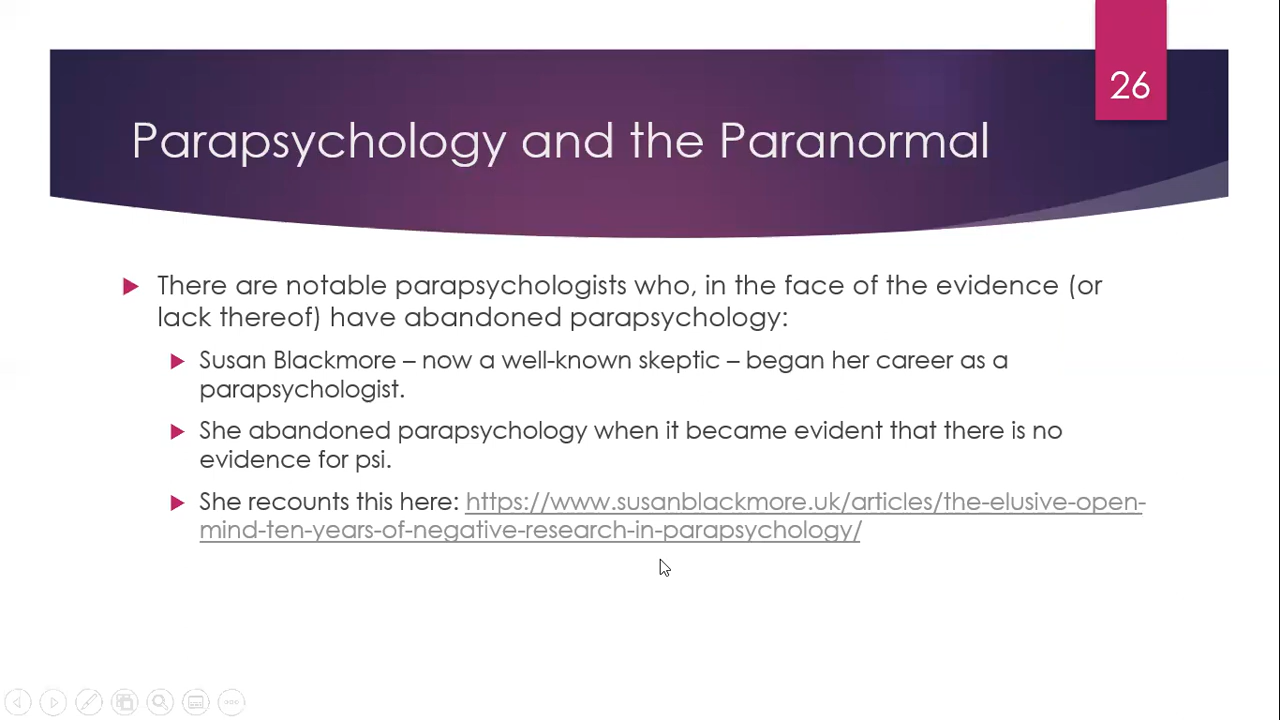 26
Parapsychology and the Paranormal
There are notable parapsychologists who, in the face of the evidence (or
lack thereof) have abandoned parapsychology:
Susan Blackmore – now a well-known skeptic – began her career as a
parapsychologist.
She abandoned parapsychology when it became evident that there is no
evidence for psi.
She recounts this here: https://www.susanblackmore.uk/articles/the-elusive-open-
mind-ten-years-of-negative-research-in-parapsychology/